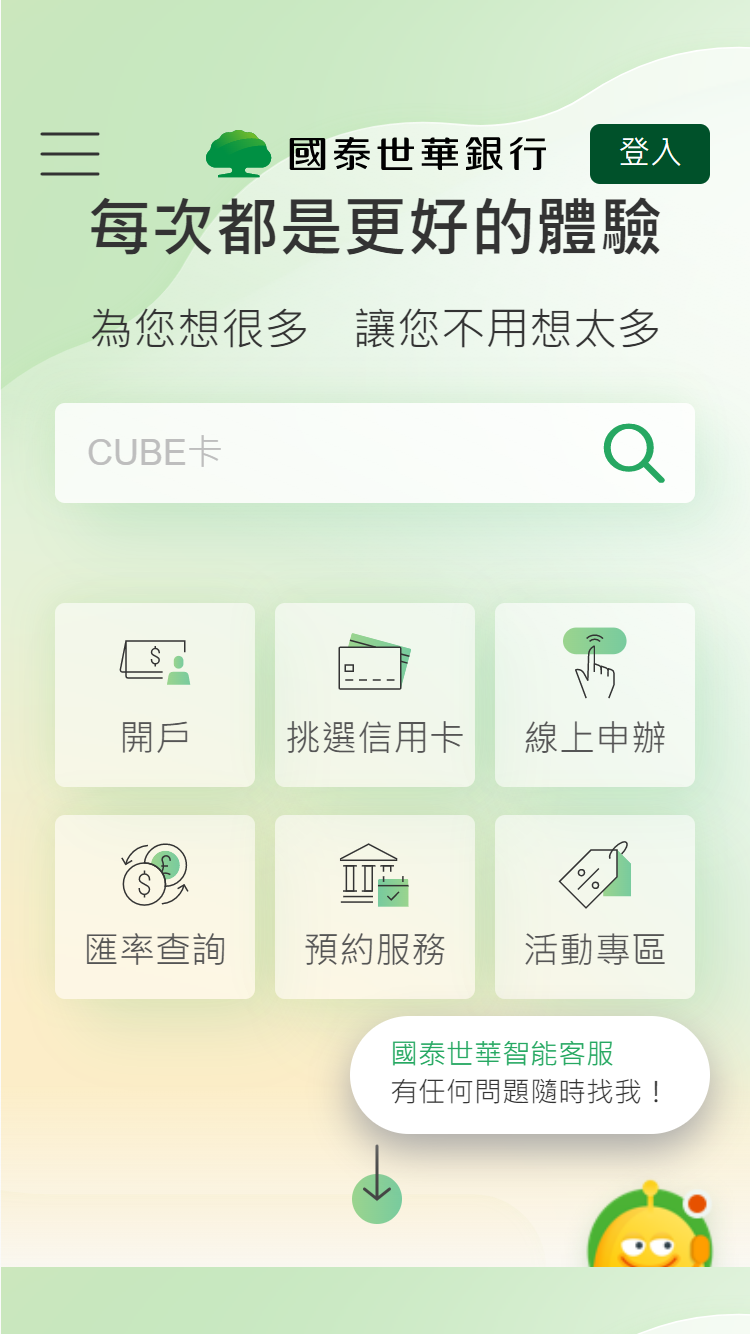 國泰世華銀行
登入
每次都是更好的體驗
為您想很多 讓您不用想太多
CUBE卡
$
開戶
挑選信用卡
線上申辦
£
$
匯率查詢
預約服務
%
活動專區
國泰世華智能客服
有任何問題隨時找我！